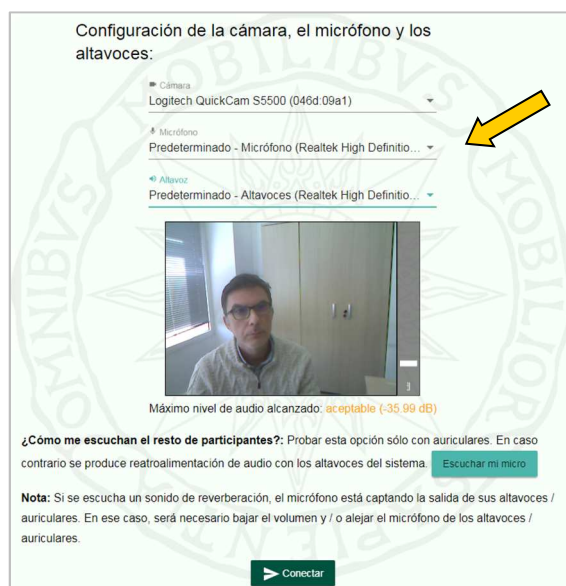 Configuración de la cámara, el micrófono y los
altavoces:
Cámara
Logitech QuickCam S5500 (046d:09a1)
Micrófono
Predeterminado - Micrófono (Realtek High Definitio...
Altavoz
Predeterminado - Altavoces (Realtek High Definitio...
Máximo nivel de audio alcanzado: aceptable (-35.99 dB)
¿Cómo me escuchan el resto de participantes?: Probar esta opción sólo con auriculares. En caso
contrario se produce reatroalimentación de audio con los altavoces del sistema. Escuchar mi micro
Nota: Si se escucha un sonido de reverberación, el micrófono está captando la salida de sus altavoces /
auriculares. En ese caso, será necesario bajar el volumen y / o alejar el micrófono de los altavoces /
auriculares.
Conectar